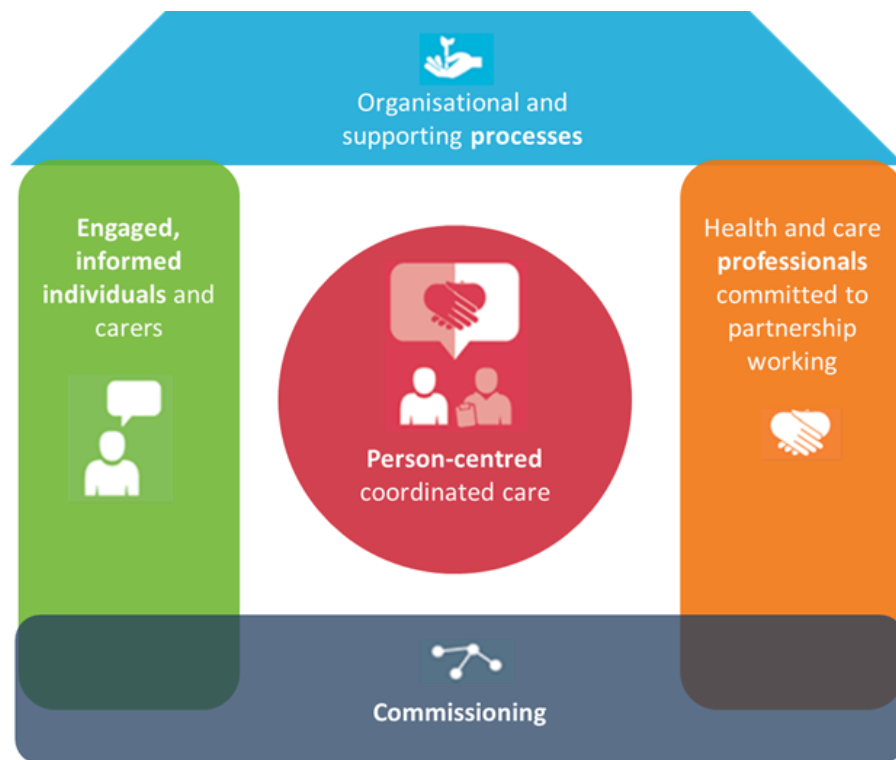 Organisational and
supporting processes
Engaged,
informed
individuals and
carers
Person-centred
coordinated care
Health and care
professionals
committed to
partnership
working
Commissioning